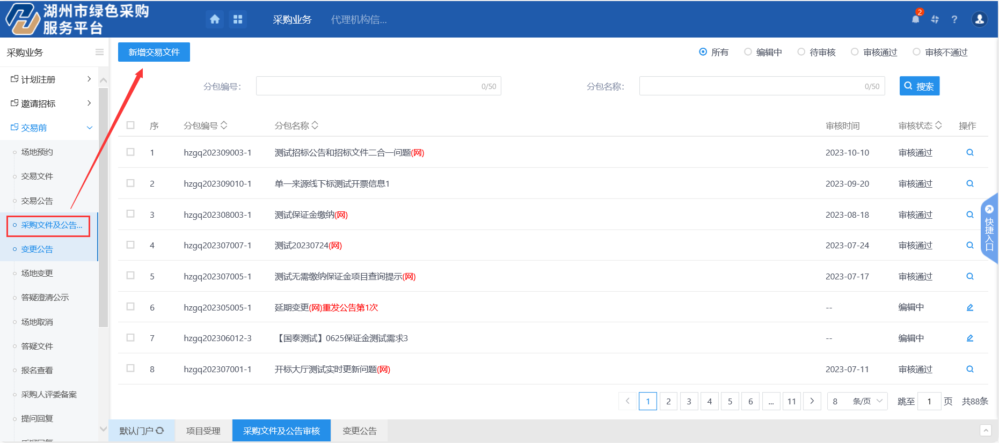 湖州市绿色采购
服务平台
采购业务
代理机构信...
2
?
采购业务
计划注册
邀请招标
交易前
场地预约
交易文件
交易公告
采购文件及公告...
变更公告
场地变更
答疑澄清公示
场地取消
答疑文件
报名查看
采购人评委备案
提问回复
新增交易文件
所有 编辑中 待审核 审核通过 审核不通过
分包编号： 0/50 分包名称： 0/50 搜索
序 分包编号 分包名称 审核时间 审核状态 操作
1 hzgq202309003-1 测试招标公告和招标文件二合一问题(网) 2023-10-10 审核通过
2 hzgq202309010-1 单一来源线下标测试开票信息1 2023-09-20 审核通过
3 hzgq202308003-1 测试保证金缴纳(网) 2023-08-18 审核通过
4 hzgq202307007-1 测试20230724(网) 2023-07-24 审核通过
5 hzgq202307005-1 测试无需缴纳保证金项目查询提示(网) 2023-07-17 审核通过
6 hzgq202305005-1 延期变更(网)重发公告第1次 -- 编辑中
7 hzgq202306012-3 【国泰测试】0625保证金测试需求3 -- 编辑中
8 hzgq202307001-1 开标大厅测试实时更新问题(网) 2023-07-11 审核通过
1 2 3 4 5 6 ... 11 8 条/页 跳至 1 页 共88条
快捷入口
默认门户 项目受理 采购文件及公告审核 变更公告